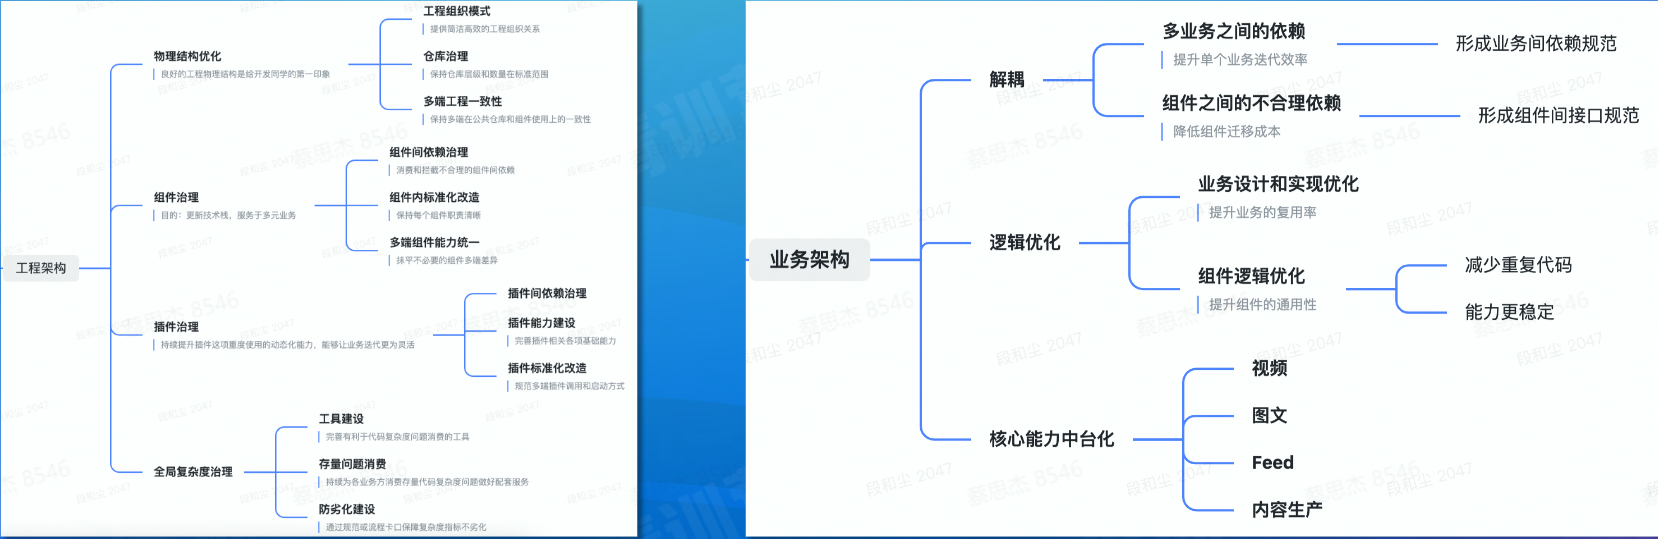 工程架构
物理结构优化
良好的工程物理结构是给开发同学的第一印象
工程组织模式
提供简洁高效的工程组织关系
仓库治理
保持仓库层级和数量在标准范围
多端工程一致性
保持多端在公共仓库和组件使用上的一致性
组件治理
目的：更新技术栈，服务于多元业务
组件间依赖治理
消费和拦截不合理的组件间依赖
组件内标准化改造
保持每个组件职责清晰
多端组件能力统一
抹平不必要的组件多端差异
插件治理
持续提升插件这项重度使用的动态化能力，能够让业务迭代更为灵活
插件间依赖治理
插件能力建设
完善插件相关各项基础能力
插件标准化改造
规范多端插件调用和启动方式
全局复杂度治理
工具建设
完善有利于代码复杂度问题消费的工具
存量问题消费
持续为各业务方消费存量代码复杂度问题做好配套服务
防劣化建设
通过规范或流程卡口保障复杂度指标不劣化
业务架构
解耦
多业务之间的依赖
提升单个业务迭代效率
形成业务间依赖规范
组件之间的不合理依赖
降低组件迁移成本
形成组件间接口规范
逻辑优化
业务设计和实现优化
提升业务的复用率
组件逻辑优化
提升组件的通用性
减少重复代码
能力更稳定
核心能力中台化
视频
图文
Feed
内容生产
段和尘 2047
蔡思杰 8546